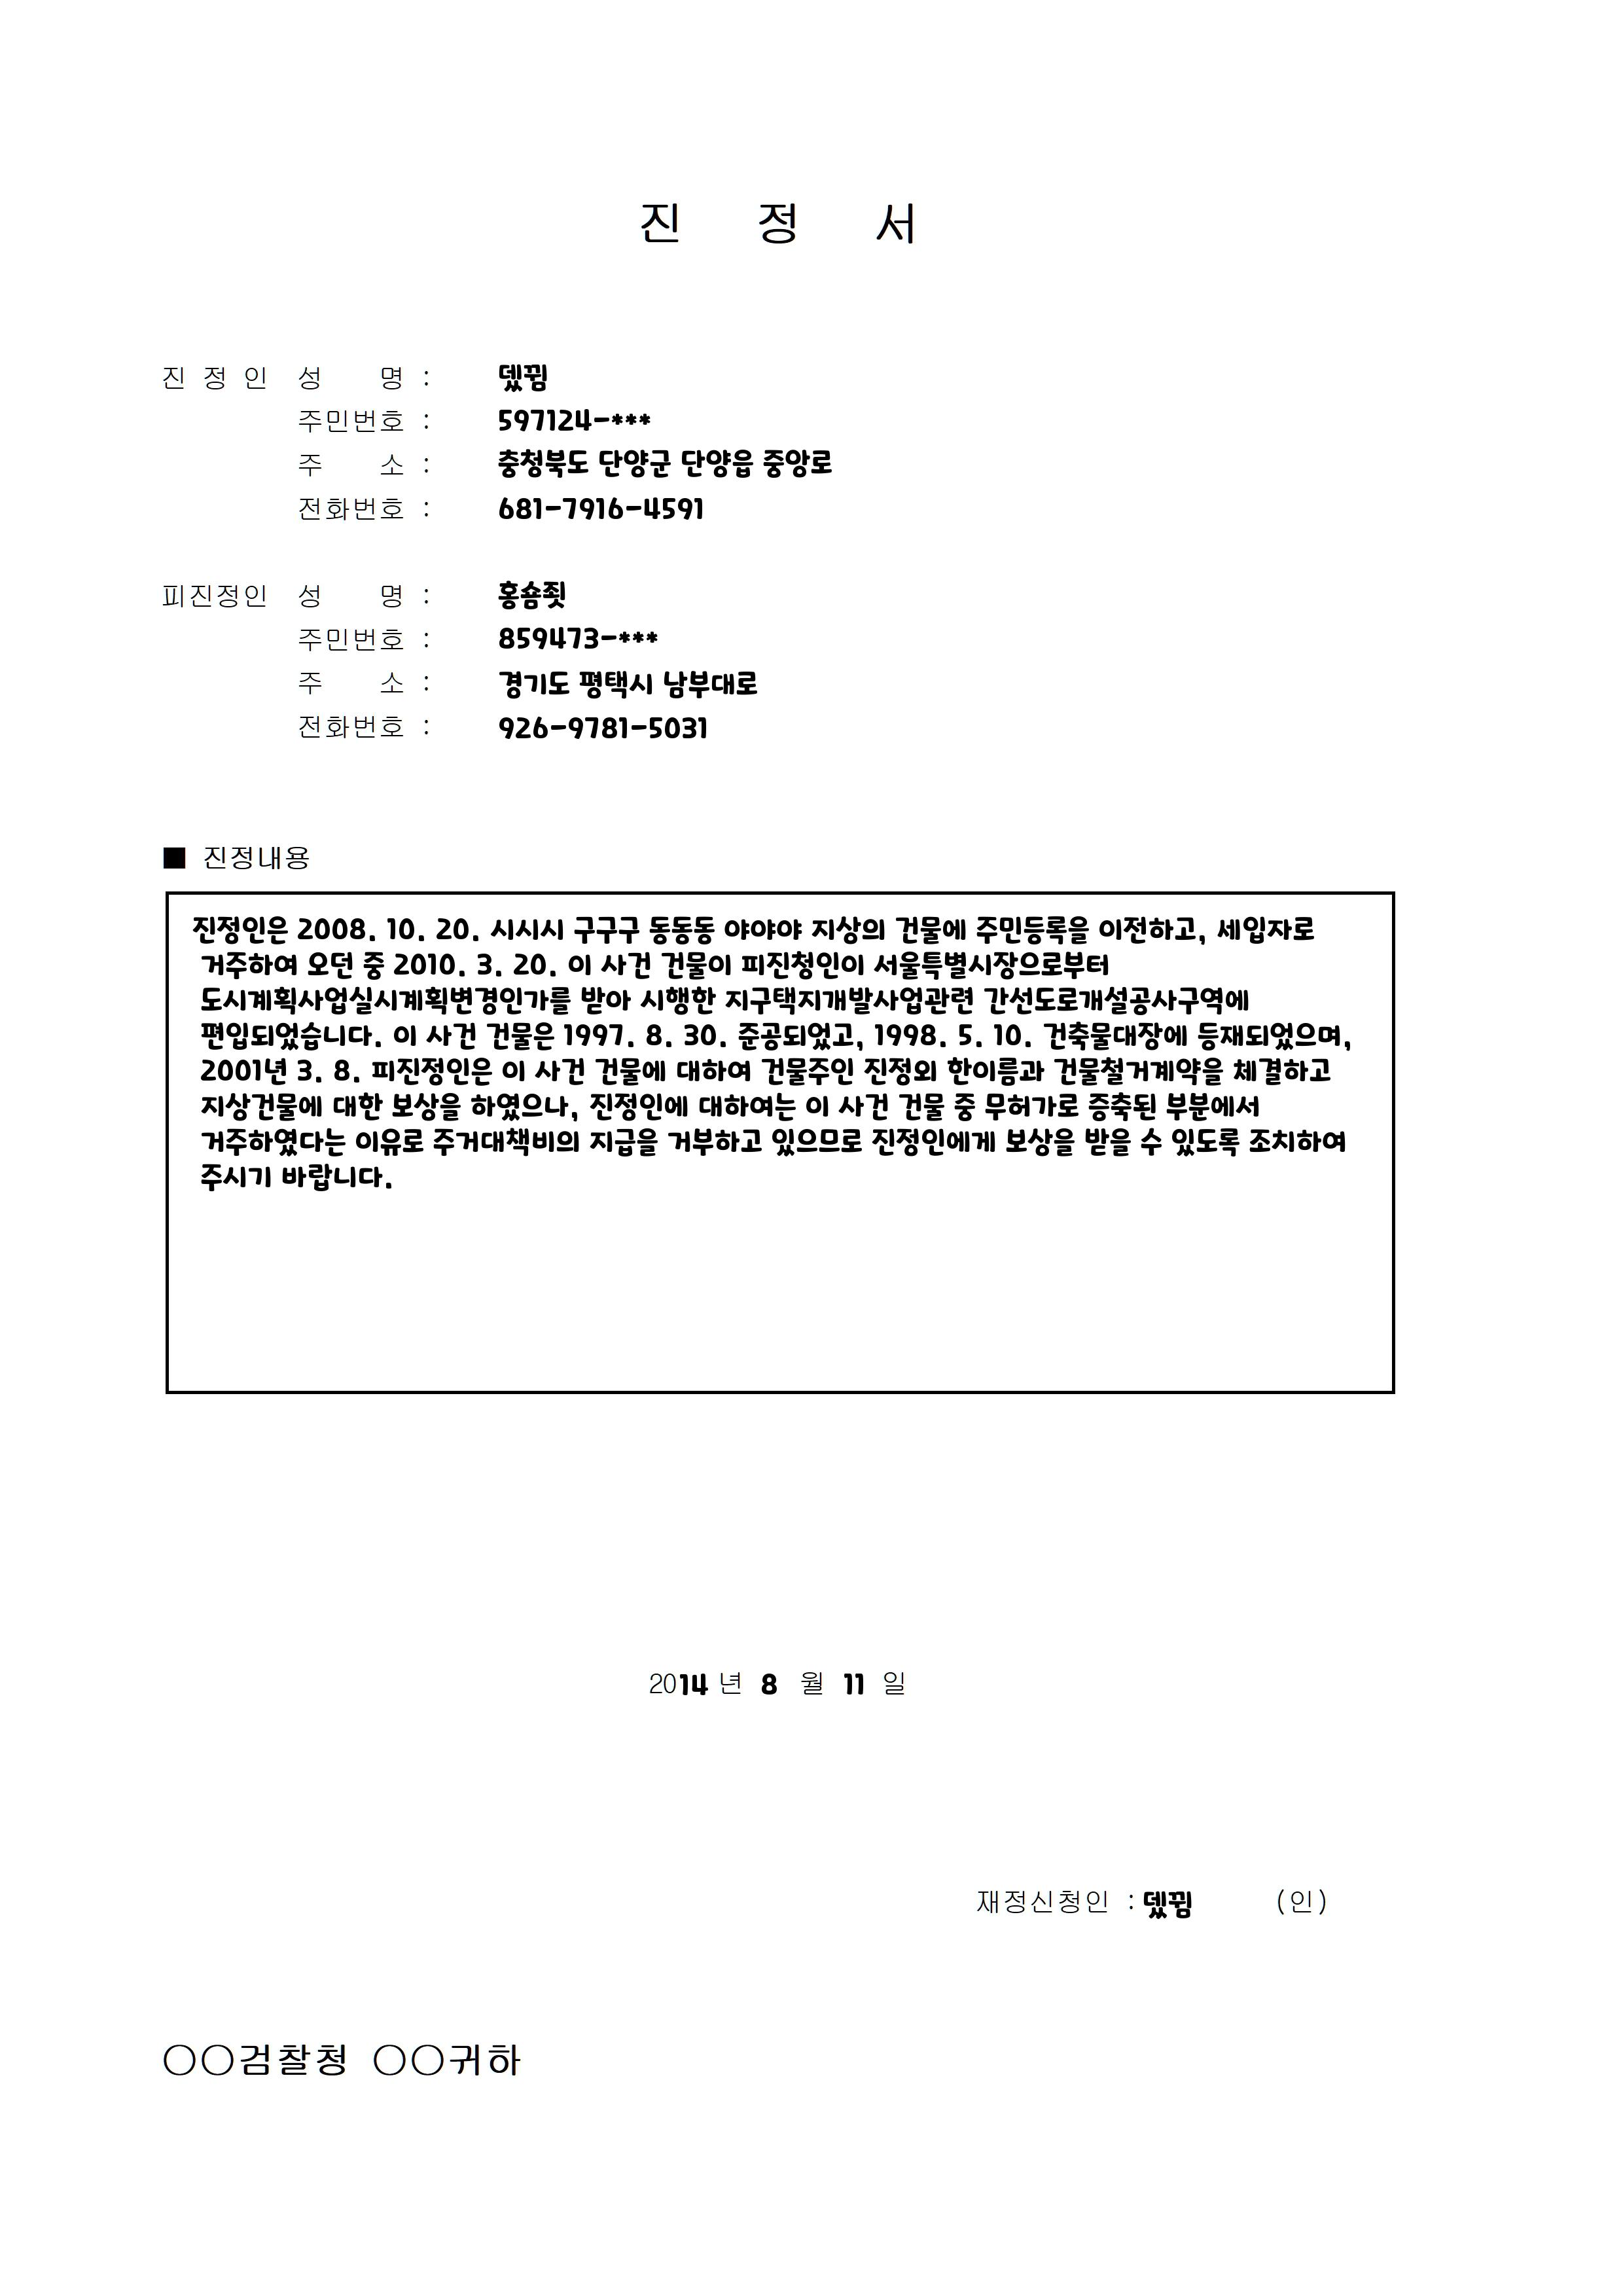 진 정 서
진 정 인 성 명 : 뎼뀜
주민번호 : 597124-***
주 소 : 충청북도 단양군 단양읍 중앙로
전화번호 : 681-7916-4591
피진정인 성 명 :
주민번호 : 859473-***
주 소 : 경기도 평택시 남부대로
전화번호 : 926-9781-5031
■ 진정내용
진정인은 2008. 10. 20. 시시시 구구구 동동동 야야야 지상의 건물에 주민등록을 이전하고, 세입자로
거주하여 오던 중 2010. 3. 20. 이 사건 건물이 피진청인이 서울특별시장으로부터
도시계획사업실시계획변경인가를 받아 시행한 지구택지개발사업관련 간선도로개설공사구역에
편입되었습니다. 이 사건 건물은 1997. 8. 30. 준공되었고, 1998. 5. 10. 건축물대장에 등재되었으며,
2001년 3. 8. 피진정인은 이 사건 건물에 대하여 건물주인 진정외 한이름과 건물철거계약을 체결하고
지상건물에 대한 보상을 하였으나, 진정인에 대하여는 이 사건 건물 중 무허가로 증축된 부분에서
거주하였다는 이유로 주거대책비의 지급을 거부하고 있으므로 진정인에게 보상을 받을 수 있도록 조치하여
주시기 바랍니다.
2014 년 8 월 11 일
재정신청인 : (인)
○○검찰청 ○○귀하